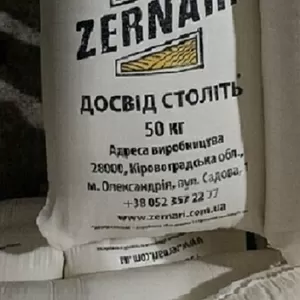 ZERNARI
ДОСВІД СТОЛІТЬ
50 кг
Адреса виробництва
28000, Кіровоградська обл.,
м. Олександрія, вул. Садова,
+38 052 357 22
www.zernari.com.ua